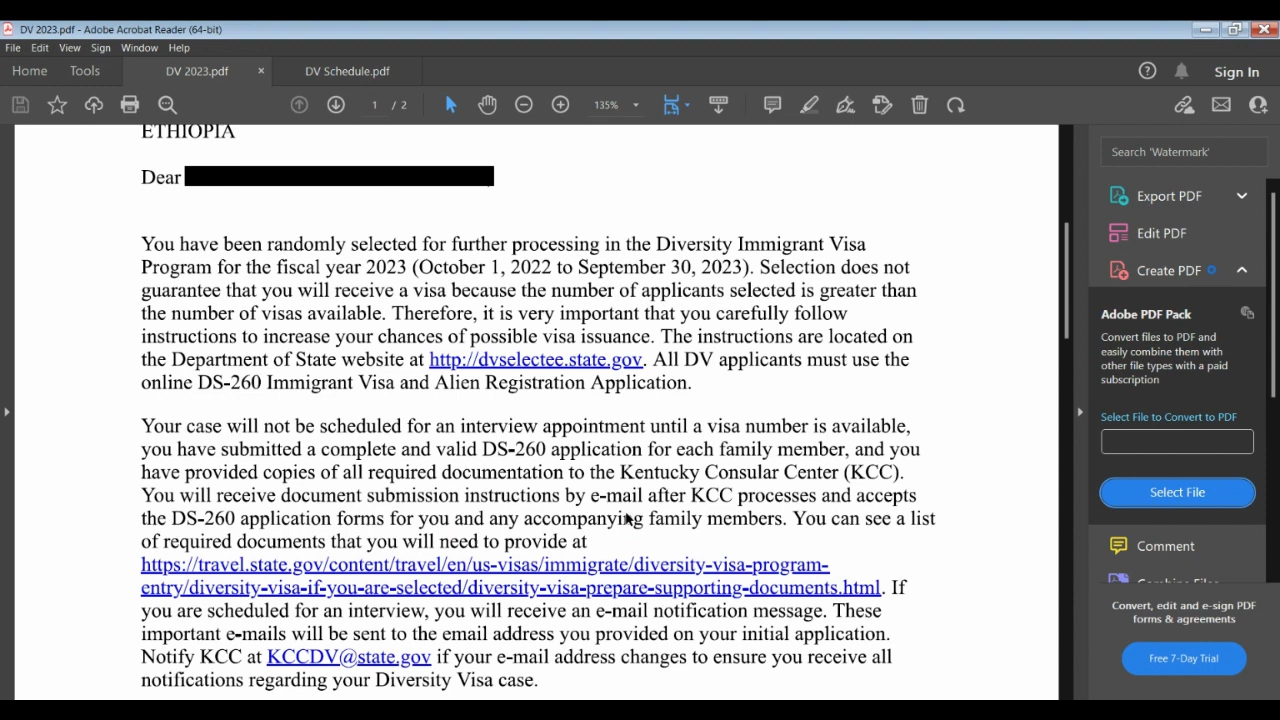 DV 2023.pdf - Adobe Acrobat Reader (64-bit)
File Edit View Sign Window Help
Home Tools DV 2023.pdf × DV Schedule.pdf Sign In
1 / 2 135%
ETHIOPIA
Dear
You have been randomly selected for further processing in the Diversity Immigrant Visa
Program for the fiscal year 2023 (October 1, 2022 to September 30, 2023). Selection does not
guarantee that you will receive a visa because the number of applicants selected is greater than
the number of visas available. Therefore, it is very important that you carefully follow
instructions to increase your chances of possible visa issuance. The instructions are located on
the Department of State website at http://dvselectee.state.gov. All DV applicants must use the
online DS-260 Immigrant Visa and Alien Registration Application.
Your case will not be scheduled for an interview appointment until a visa number is available,
you have submitted a complete and valid DS-260 application for each family member, and you
have provided copies of all required documentation to the Kentucky Consular Center (KCC).
You will receive document submission instructions by e-mail after KCC processes and accepts
the DS-260 application forms for you and any accompanying family members. You can see a list
of required documents that you will need to provide at
https://travel.state.gov/content/travel/en/us-visas/immigrate/diversity-visa-program-
entry/diversity-visa-if-you-are-selected/diversity-visa-prepare-supporting-documents.html. If
you are scheduled for an interview, you will receive an e-mail notification message. These
important e-mails will be sent to the email address you provided on your initial application.
Notify KCC at KCCDV@state.gov if your e-mail address changes to ensure you receive all
notifications regarding your Diversity Visa case.
Search 'Watermark'
Export PDF
Edit PDF
Create PDF
Adobe PDF Pack
Convert files to PDF and
easily combine them with
other file types with a paid
subscription
Select File to Convert to PDF
Select File
Comment
Combine Files
Convert, edit and e-sign PDF
forms & agreements
Free 7-Day Trial